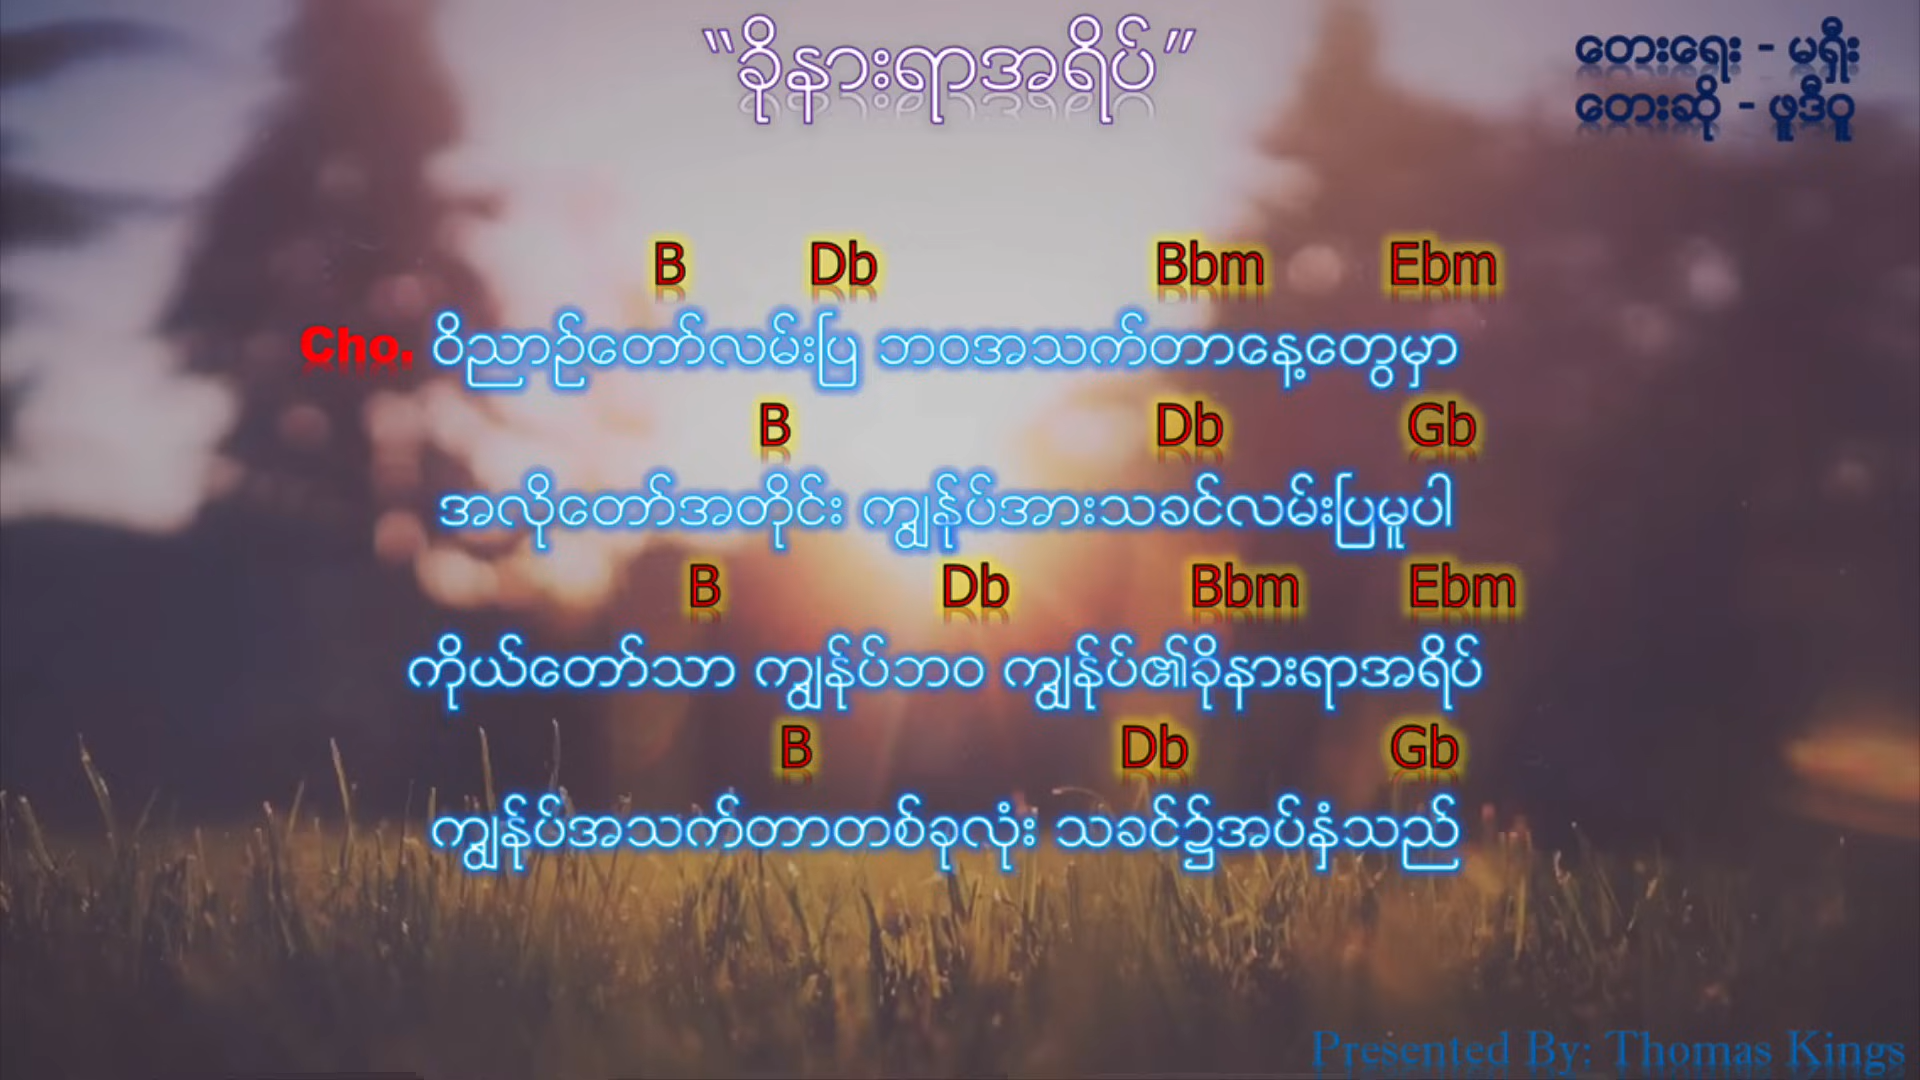 “ခိုနားရာအရိပ်”
တေးရေး - မရှီး
တေးဆို - ဖူဒီဝူ
B Db Bbm Ebm
Cho. ဝိညာဉ်တော်လမ်းပြ ဘဝအသက်တာနေ့တွေမှာ
B Db Gb
အလိုတော်အတိုင်း ကျွန်ုပ်အားသခင်လမ်းပြမူပါ
B Db Bbm Ebm
ကိုယ်တော်သာ ကျွန်ုပ်ဘဝ ကျွန်ုပ်၏ခိုနားရာအရိပ်
B Db Gb
ကျွန်ုပ်အသက်တာတစ်ခုလုံး သခင်၌အပ်နှံသည်
Presented By: Thomas Kings